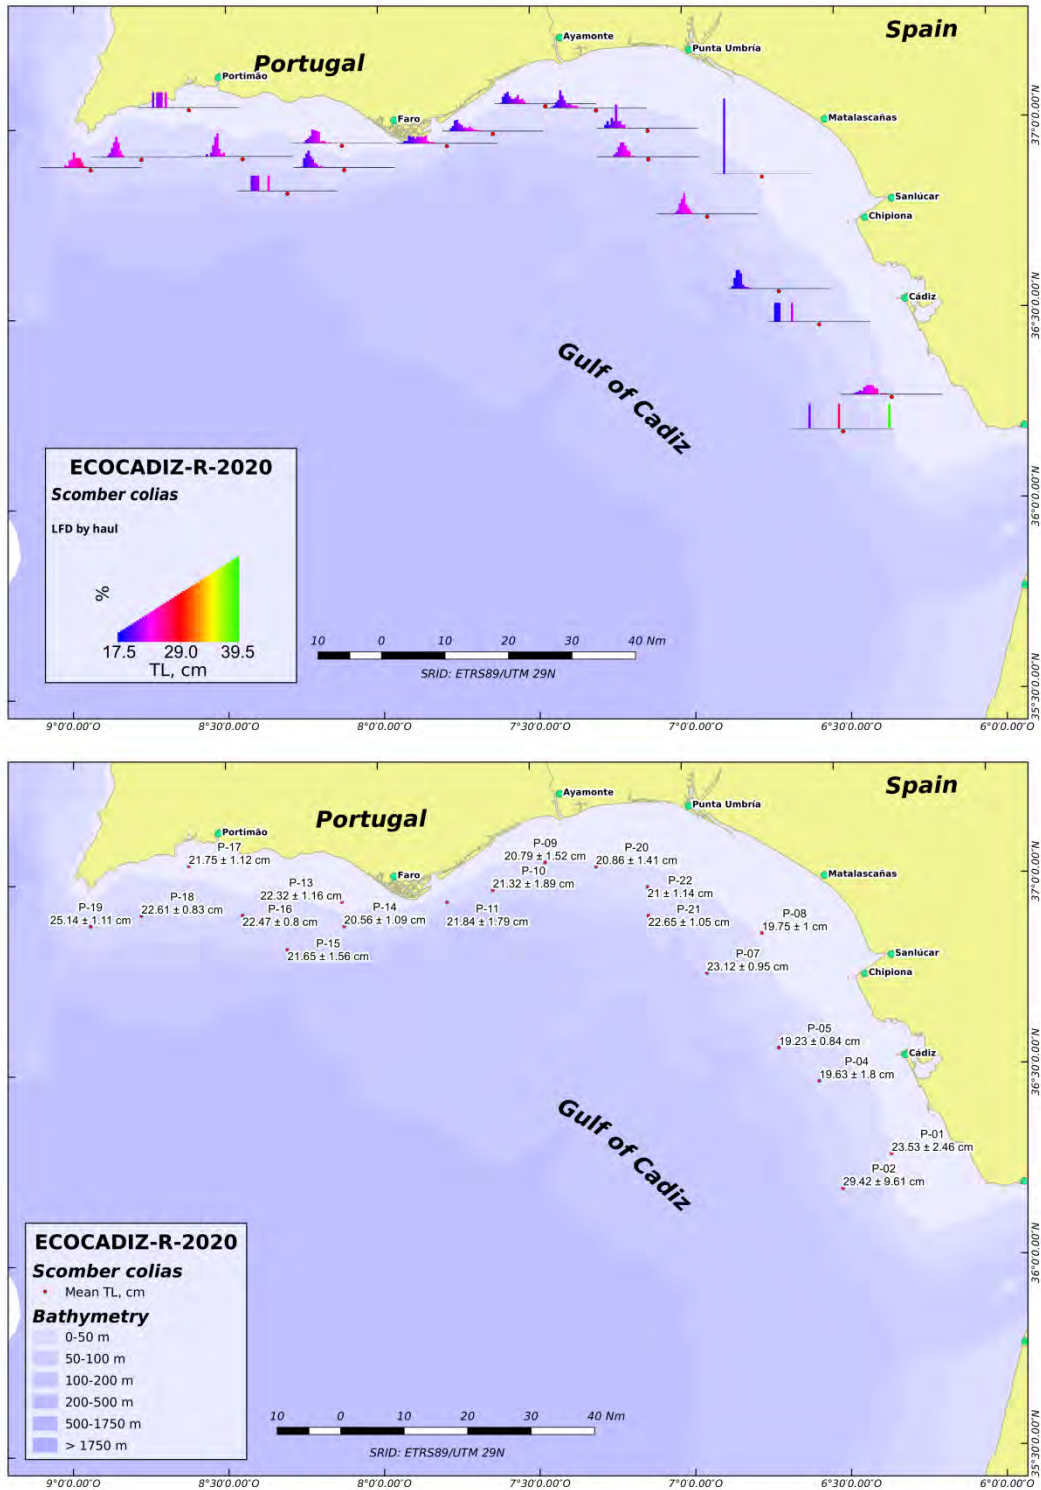 Spain
Ayamonte
Punta Umbría
Portugal
Portimão
Faro
Matalascañas
Sanlúcar
Chipiona
Cádiz
Gulf of Cadiz
37°0'0.00"N
36°30'0.00"N
36°0'0.00"N
35°30'0.00"N
ECOCADIZ-R-2020
Scomber colias
LFD by haul
%
17.5 29.0 39.5
TL, cm
10 0 10 20 30 40 Nm
SRID: ETRS89/UTM 29N
9°0'0.00"O 8°30'0.00"O 8°0'0.00"O 7°30'0.00"O 7°0'0.00"O 6°30'0.00"O 6°0'0.00"O
Spain
Ayamonte
Punta Umbría
Portugal
Portimão
P-17
21.75 ± 1.12 cm
P-09
20.79 ± 1.52 cm
P-20
20.86 ± 1.41 cm
Faro
Matalascañas
P-10
21.32 ± 1.89 cm
P-22
21 ± 1.14 cm
P-13
22.32 ± 1.16 cm
P-18
22.61 ± 0.83 cm
P-19
25.14 ± 1.11 cm
P-16
22.47 ± 0.8 cm
P-14
20.56 ± 1.09 cm
P-11
21.84 ± 1.79 cm
P-21
22.65 ± 1.05 cm
P-08
19.75 ± 1 cm
P-15
21.65 ± 1.56 cm
P-07
23.12 ± 0.95 cm
Sanlúcar
Chipiona
P-05
19.23 ± 0.84 cm
Cádiz
P-04
19.63 ± 1.8 cm
Gulf of Cadiz
P-01
23.53 ± 2.46 cm
P-02
29.42 ± 9.61 cm
37°0'0.00"N
36°30'0.00"N
36°0'0.00"N
35°30'0.00"N
ECOCADIZ-R-2020
Scomber colias
Mean TL, cm
Bathymetry
0-50 m
50-100 m
100-200 m
200-500 m
500-1750 m
> 1750 m
10 0 10 20 30 40 Nm
SRID: ETRS89/UTM 29N
9°0'0.00"O 8°30'0.00"O 8°0'0.00"O 7°30'0.00"O 7°0'0.00"O 6°30'0.00"O 6°0'0.00"O